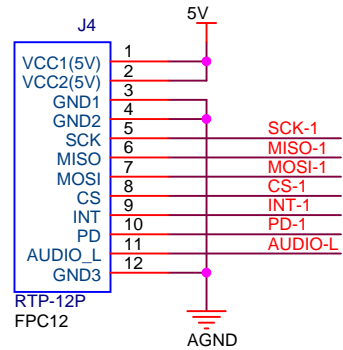 5V
J4
VCC1(5V) 1
VCC2(5V) 2
GND1 3
GND2 4
SCK 5 SCK-1
MISO 6 MISO-1
MOSI 7 MOSI-1
CS 8 CS-1
INT 9 INT-1
PD 10 PD-1
AUDIO_L 11 AUDIO-L
GND3 12
RTP-12P
FPC12
AGND